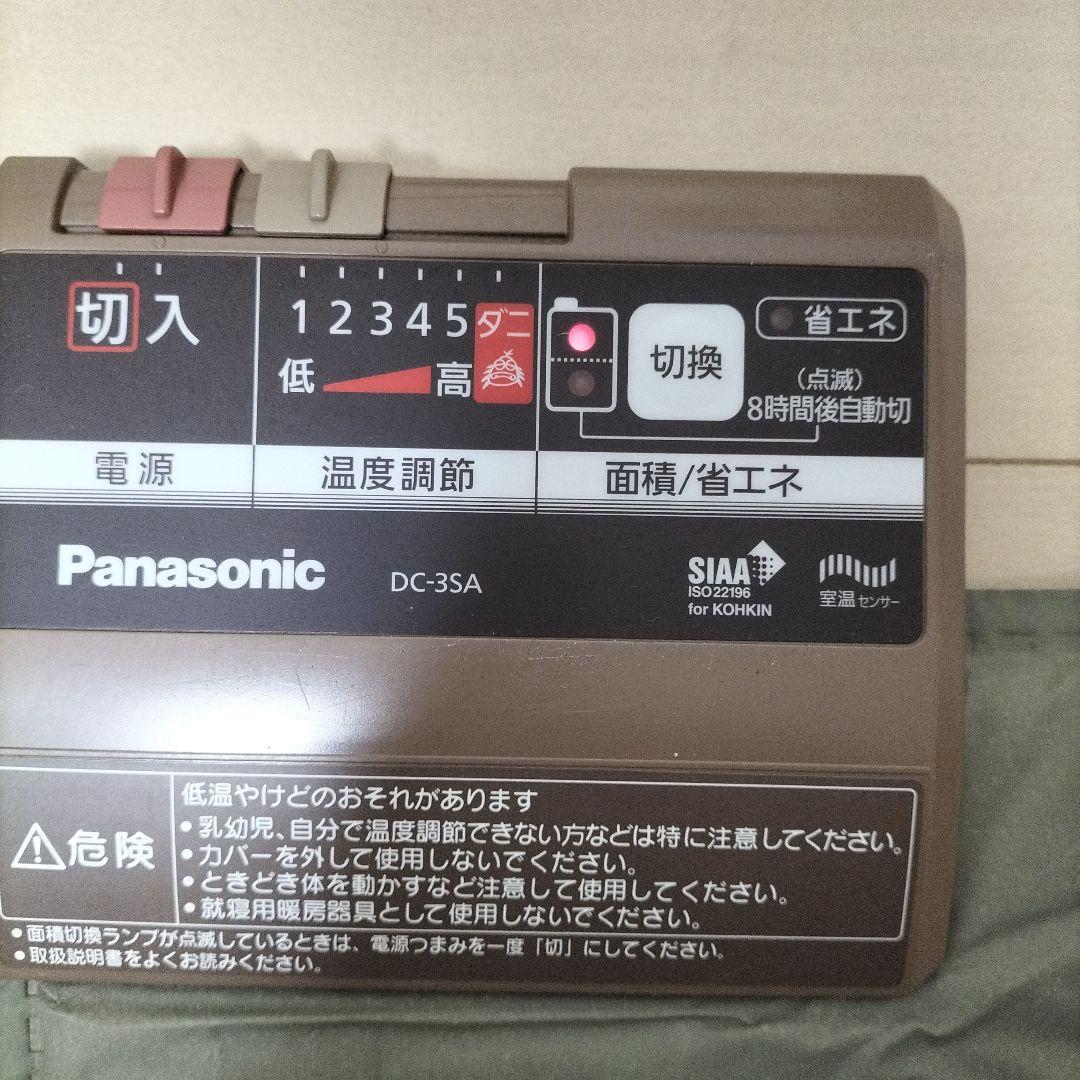 切 入
1 2 3 4 5 ダニ
低 高
切換
省エネ
(点滅)
8時間後自動切
電源
温度調節
面積/省エネ
Panasonic
DC-3SA
SIAA
ISO22196
for KOHKIN
室温センサー
危険
低温やけどのおそれがあります
•乳幼児、自分で温度調節できない方などは特に注意してください。
•カバーを外して使用しないでください。
•ときどき体を動かすなど注意して使用してください。
•就寝用暖房器具として使用しないでください。
•面積切換ランプが点滅しているときは、電源つまみを一度「切」にしてください。
•取扱説明書をよくお読みください。